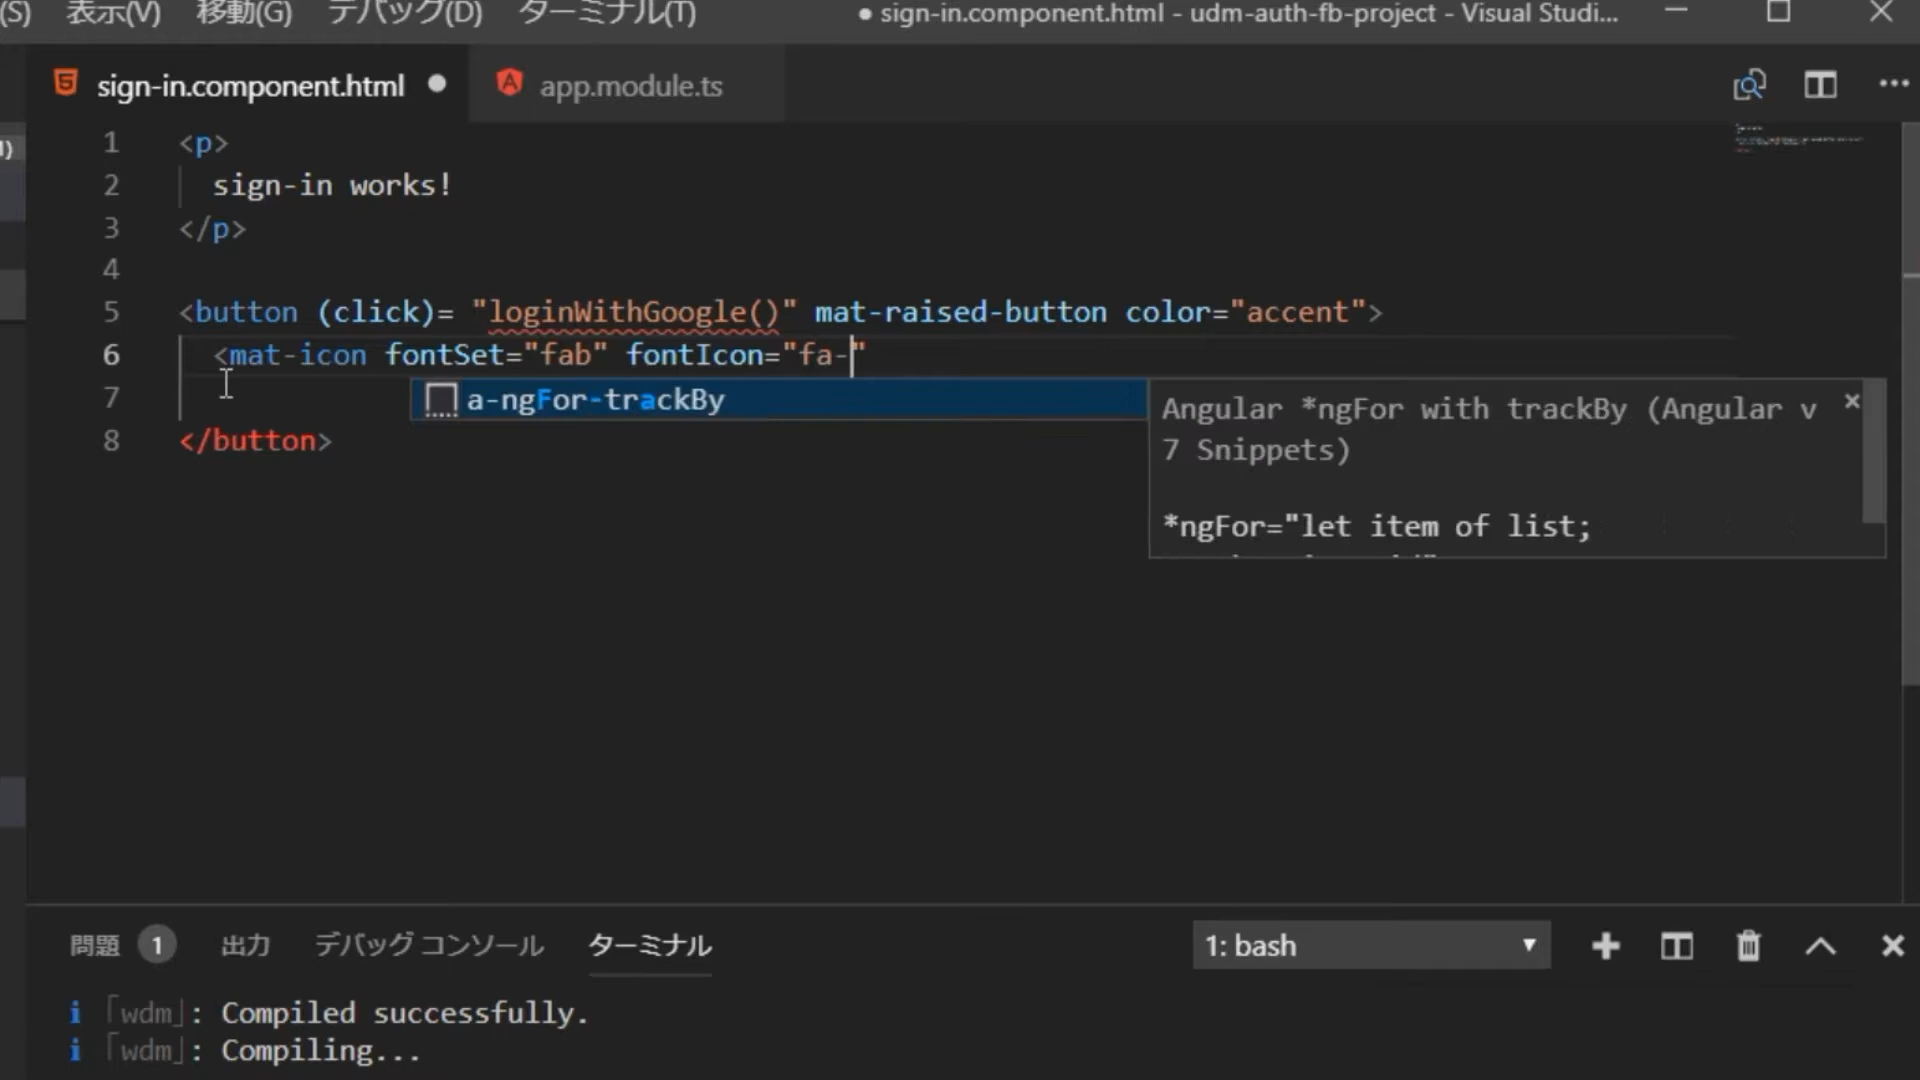 (S) 表示(V) 移動(G) デバッグ(D) ターミナル(T) ● sign-in.component.html - udm-auth-fb-project - Visual Studi...
sign-in.component.html ● app.module.ts
1 <p>
2 sign-in works!
3 </p>
4
5 <button (click)= "loginWithGoogle()" mat-raised-button color="accent">
6 <mat-icon fontSet="fab" fontIcon="fa-"
7
8 </button>
a-ngFor-trackBy
Angular *ngFor with trackBy (Angular v
7 Snippets)
*ngFor="let item of list;
問題 1 出力 デバッグ コンソール ターミナル 1: bash
i ｢wdm｣: Compiled successfully.
i ｢wdm｣: Compiling...